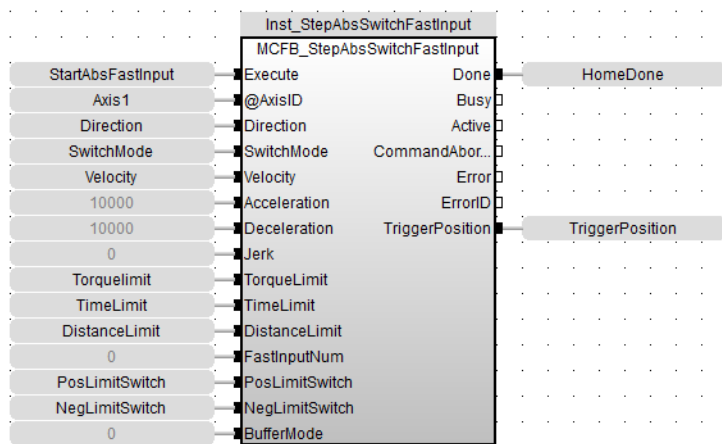 Inst_StepAbsSwitchFastInput
MCFB_StepAbsSwitchFastInput
StartAbsFastInput Execute Done HomeDone
Axis1 @AxisID Busy
Direction Direction Active
SwitchMode SwitchMode CommandAbor...
Velocity Velocity Error
10000 Acceleration ErrorID
10000 Deceleration TriggerPosition TriggerPosition
0 Jerk
Torquelimit TorqueLimit
TimeLimit TimeLimit
DistanceLimit DistanceLimit
0 FastInputNum
PosLimitSwitch PosLimitSwitch
NegLimitSwitch NegLimitSwitch
0 BufferMode